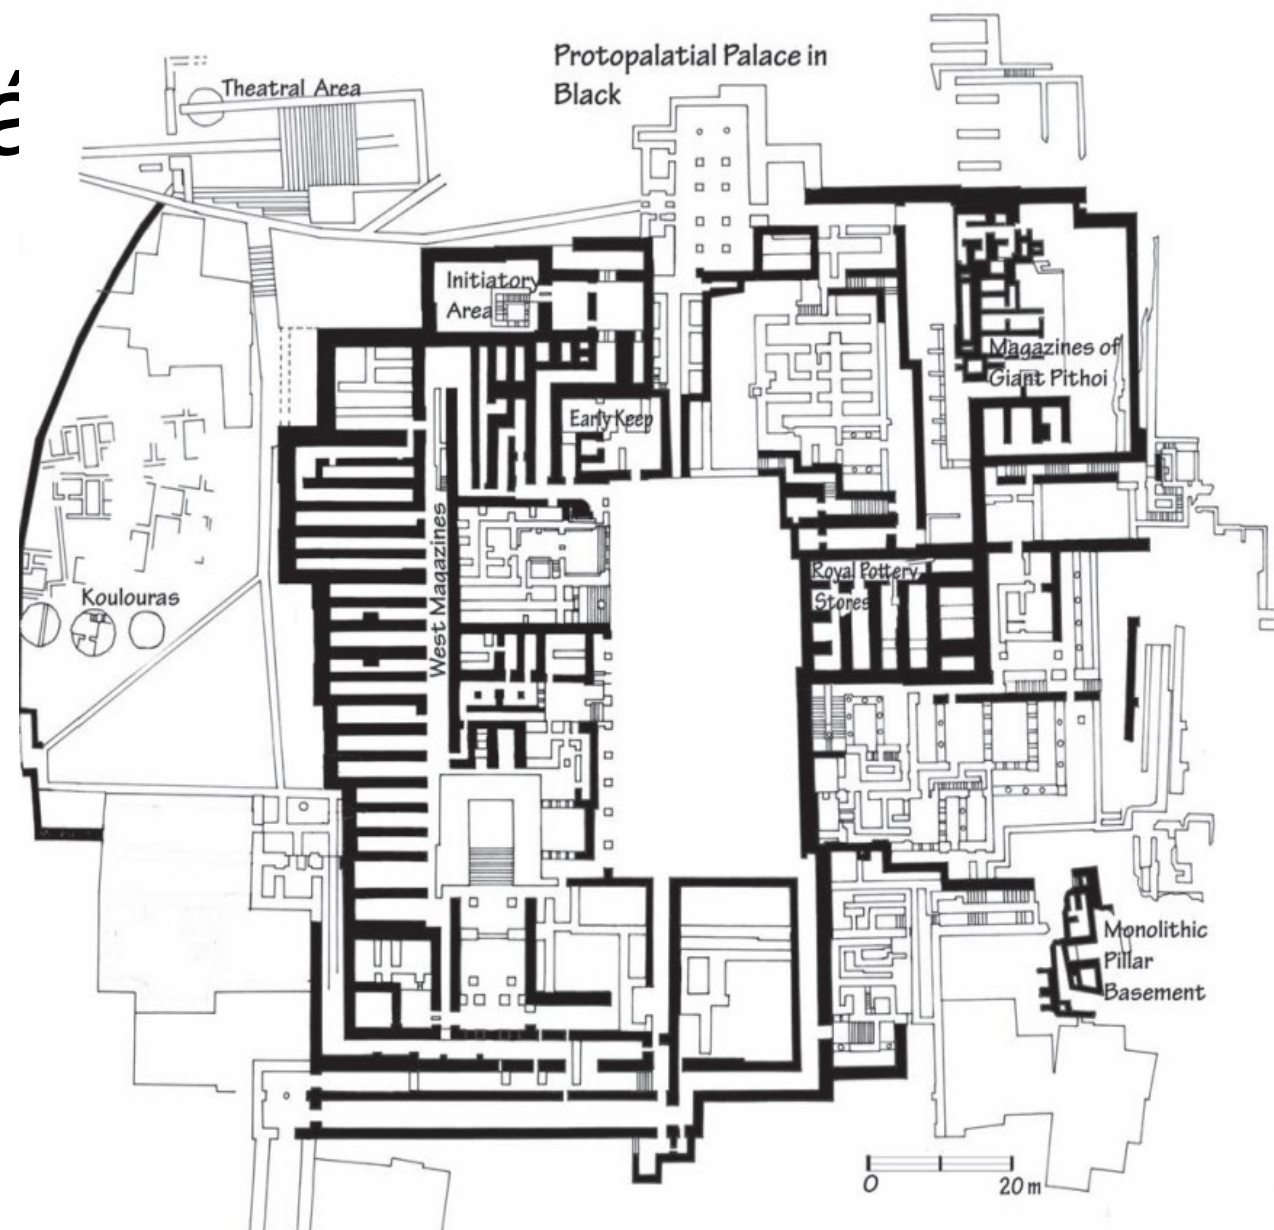 á
Protopalatial Palace in
Black
Theatral Area
Initiatory
Area
Magazines of
Giant Pithoi
Early Keep
West Magazines
Royal Pottery
Stores
Koulouras
Monolithic
Pillar
Basement
0 20 m